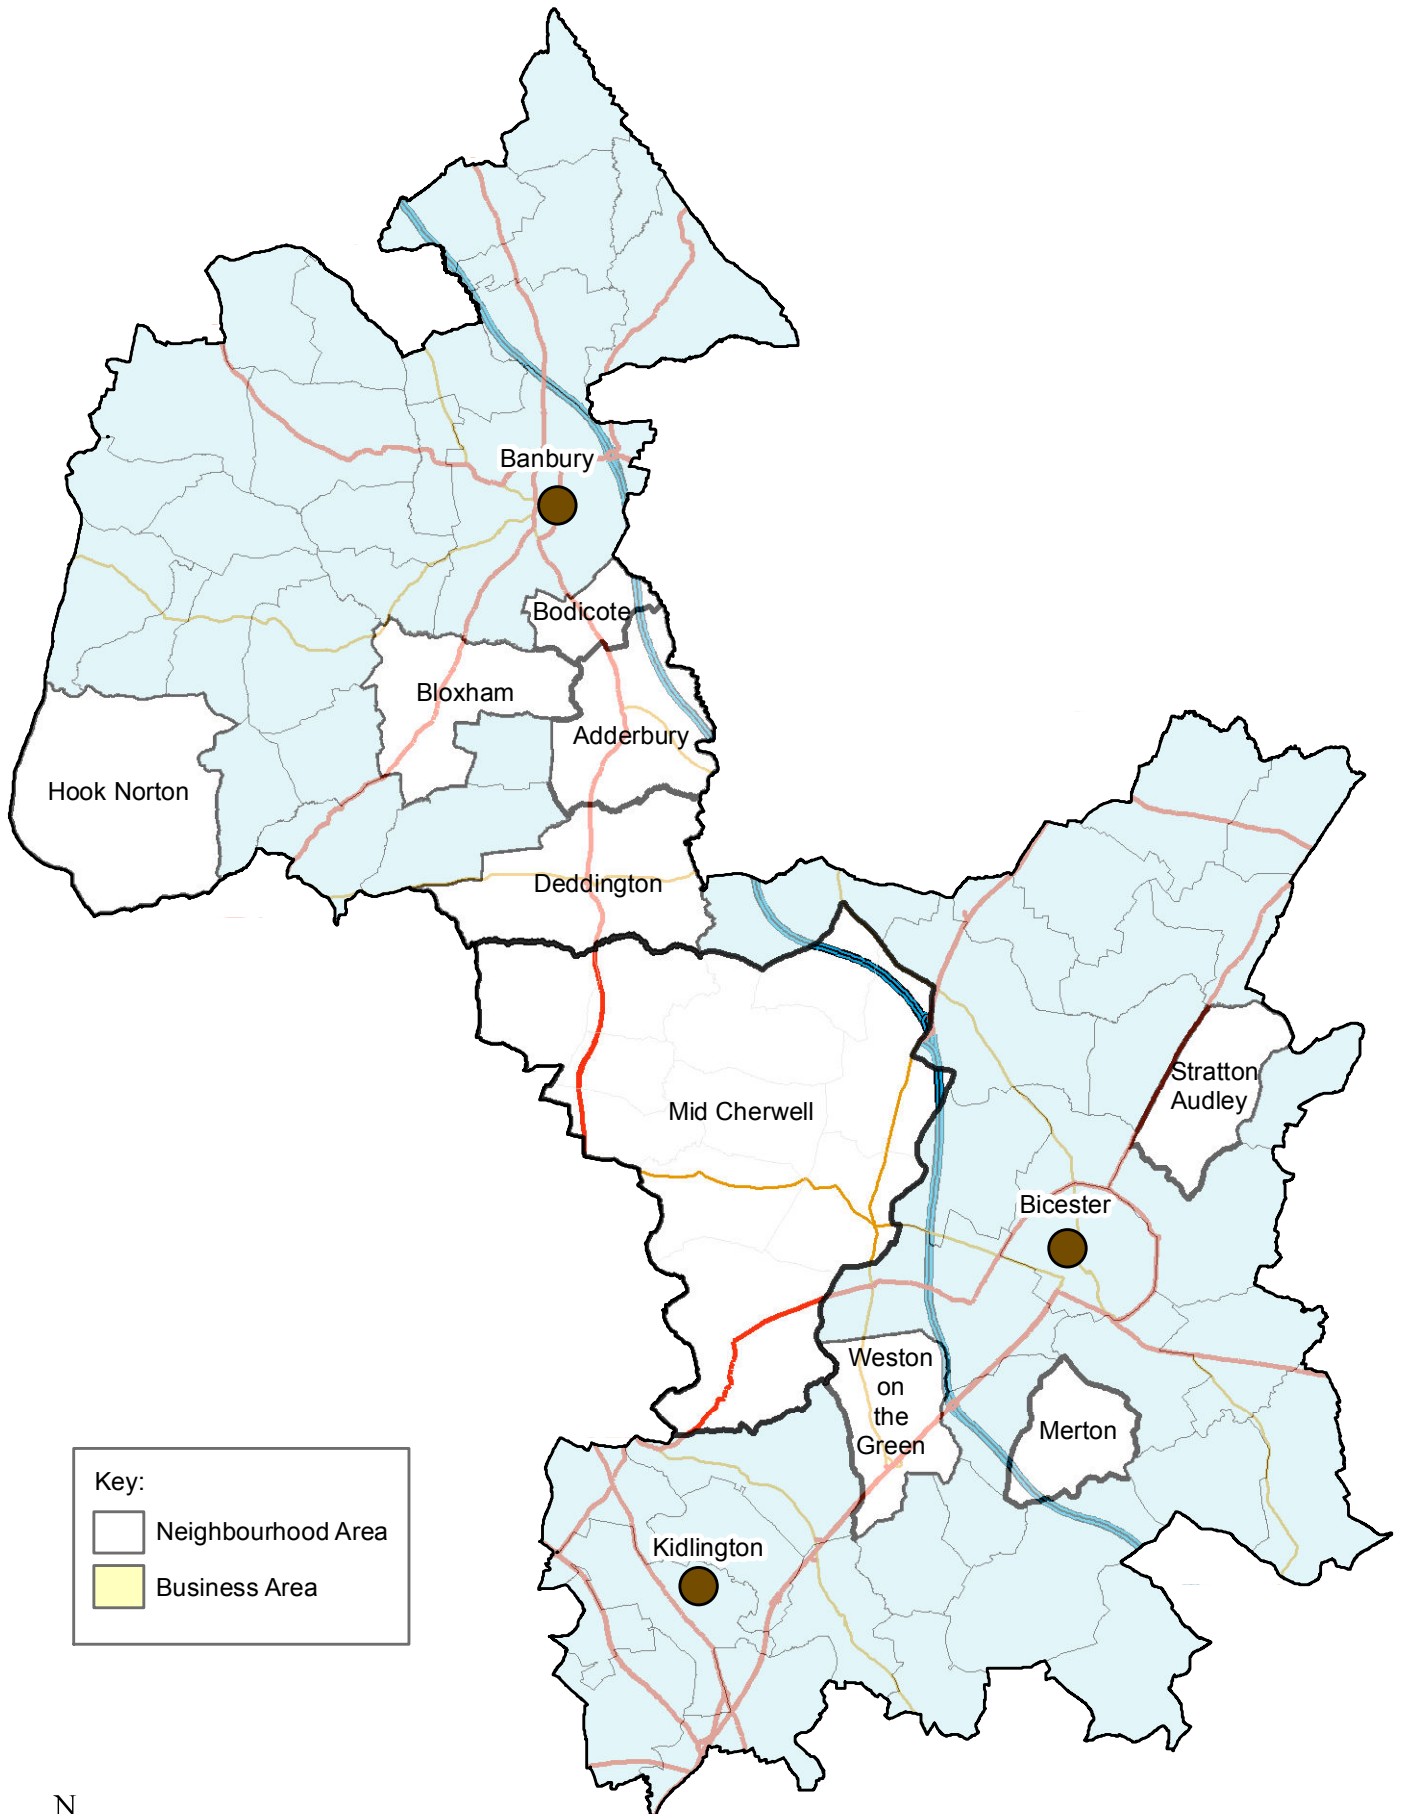 Banbury
Bodicote
Bloxham
Adderbury
Hook Norton
Deddington
Stratton
Audley
Mid Cherwell
Bicester
Weston
on
the
Green
Merton
Key:
Neighbourhood Area
Business Area
Kidlington
N